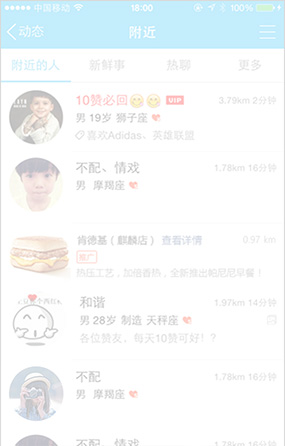 中国移动 18:00 100%
动态 附近
附近的人 新鲜事 热聊 更多
10赞必回 VIP 3.79km 2分钟
男 19岁 狮子座
喜欢Adidas、英雄联盟
不配、情戏 1.78km 16分钟
男 摩羯座
肯德基（麒麟店） 查看详情 0.97 km
推广
热压工艺，加倍香热，全新推出帕尼尼早餐！
和谐 1.97km 14分钟
男 28岁 制造 天秤座
各位赞友，每天10赞可好！？
不配 1.78km 16分钟
男 摩羯座
不配、情戏 1.78km 16分钟